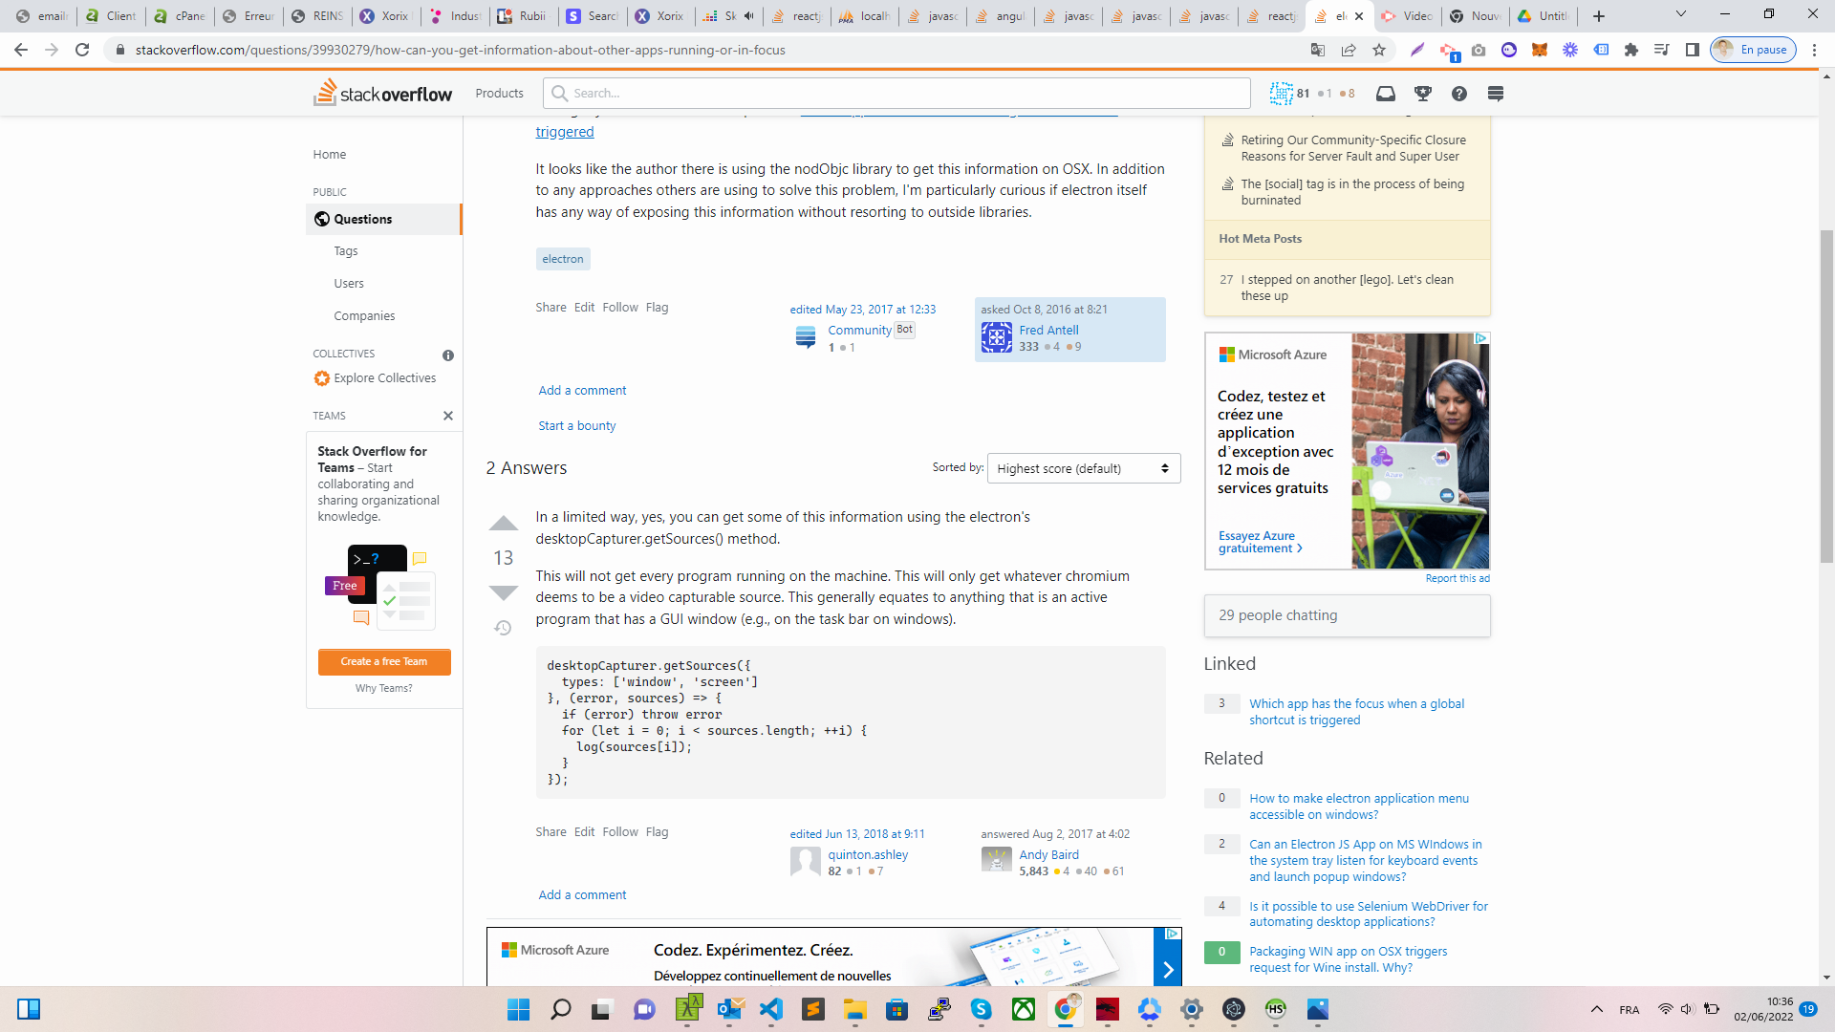 email
Client
cPane
Erreur
REINS
Xorix
Indust
Rubii
Searc
Xorix
Sk
reactj
localh
javasc
angul
javasc
javasc
javasc
reactj
ele
Video
Nouv
Untitl
stackoverflow.com/questions/39930279/how-can-you-get-information-about-other-apps-running-or-in-focus
1
En pause
stackoverflow
Products
Search...
81 1 8
triggered
It looks like the author there is using the nodObjc library to get this information on OSX. In addition
to any approaches others are using to solve this problem, I'm particularly curious if electron itself
has any way of exposing this information without resorting to outside libraries.
electron
Share Edit Follow Flag
edited May 23, 2017 at 12:33
Community Bot
1 1
asked Oct 8, 2016 at 8:21
Fred Antell
333 4 9
Add a comment
Start a bounty
2 Answers
Sorted by:
Highest score (default)
13
In a limited way, yes, you can get some of this information using the electron's
desktopCapturer.getSources() method.
This will not get every program running on the machine. This will only get whatever chromium
deems to be a video capturable source. This generally equates to anything that is an active
program that has a GUI window (e.g., on the task bar on windows).
desktopCapturer.getSources({
types: ['window', 'screen']
}, (error, sources) => {
if (error) throw error
for (let i = 0; i < sources.length; ++i) {
log(sources[i]);
}
});
Share Edit Follow Flag
edited Jun 13, 2018 at 9:11
quinton.ashley
82 1 7
answered Aug 2, 2017 at 4:02
Andy Baird
5,843 4 40 61
Add a comment
Microsoft Azure
Codez. Expérimentez. Créez.
Développez continuellement de nouvelles
Home
PUBLIC
Questions
Tags
Users
Companies
COLLECTIVES
Explore Collectives
TEAMS
Stack Overflow for
Teams – Start
collaborating and
sharing organizational
knowledge.
>_?
Free
Create a free Team
Why Teams?
Retiring Our Community-Specific Closure
Reasons for Server Fault and Super User
The [social] tag is in the process of being
burninated
Hot Meta Posts
27 I stepped on another [lego]. Let's clean
these up
Microsoft Azure
Codez, testez et
créez une
application
d'exception avec
12 mois de
services gratuits
Essayez Azure
gratuitement >
Report this ad
29 people chatting
Linked
3 Which app has the focus when a global
shortcut is triggered
Related
0 How to make electron application menu
accessible on windows?
2 Can an Electron JS App on MS WIndows in
the system tray listen for keyboard events
and launch popup windows?
4 Is it possible to use Selenium WebDriver for
automating desktop applications?
0 Packaging WIN app on OSX triggers
request for Wine install. Why?
HS
FRA
10:36
02/06/2022
19